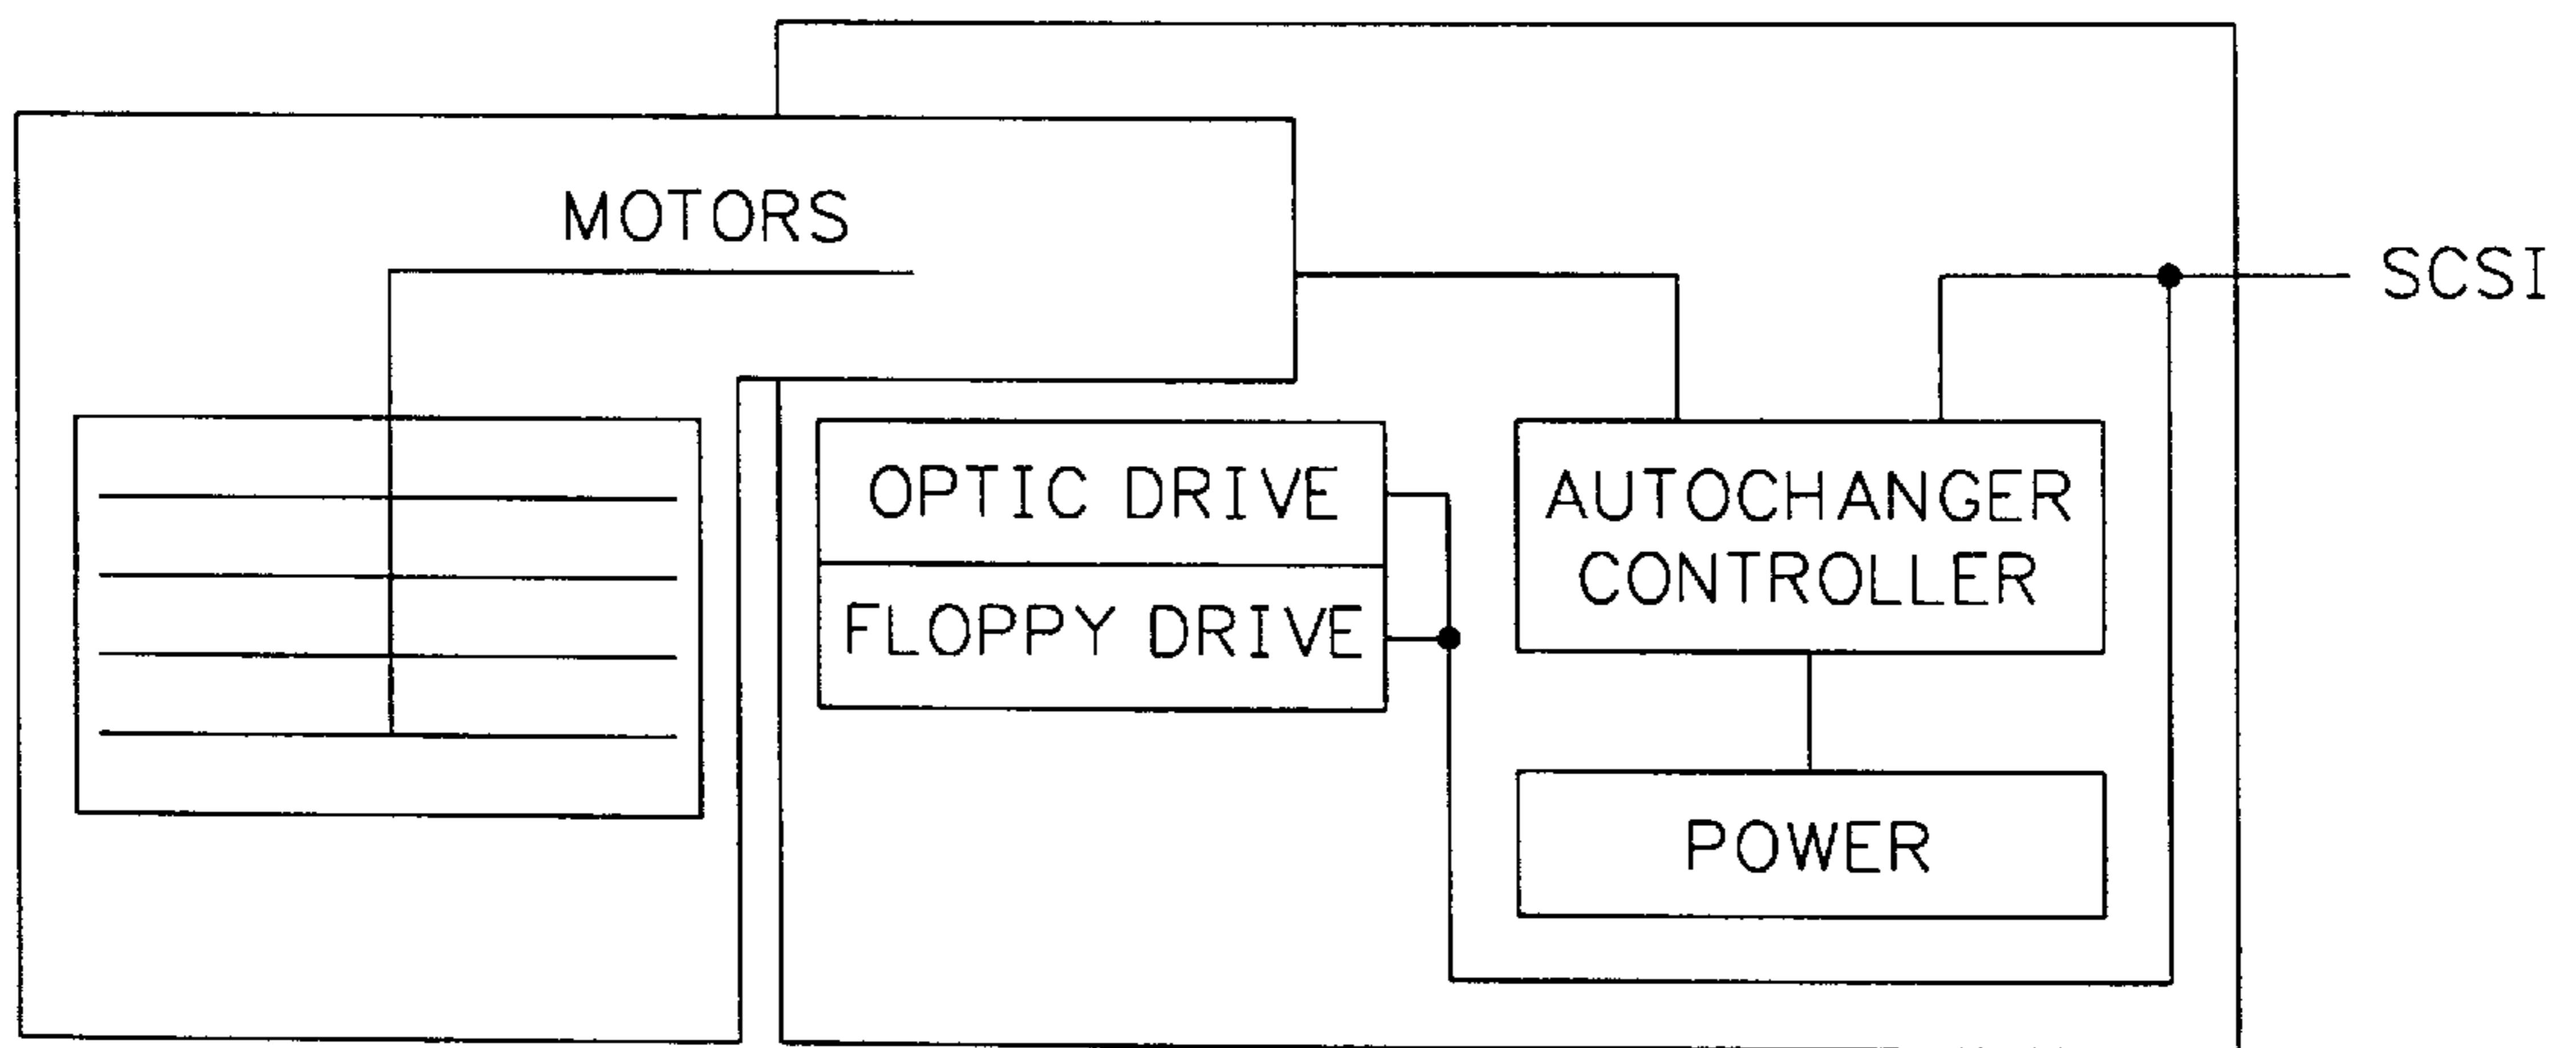 MOTORS
SCSI
OPTIC DRIVE
FLOPPY DRIVE
AUTOCHANGER
CONTROLLER
POWER